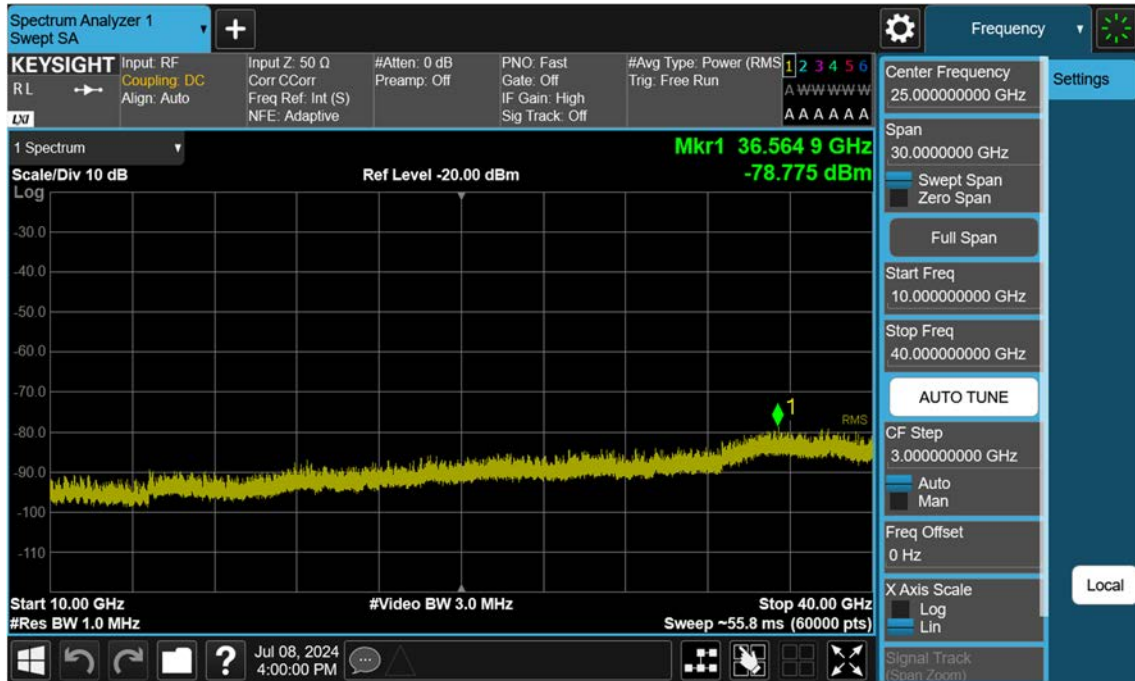 Spectrum Analyzer 1
Swept SA
Frequency
KEYSIGHT
RL
LXI
Input: RF
Coupling: DC
Align: Auto
Input Z: 50 Ω
Corr CCorr
Freq Ref: Int (S)
NFE: Adaptive
#Atten: 0 dB
Preamp: Off
PNO: Fast
Gate: Off
IF Gain: High
Sig Track: Off
#Avg Type: Power (RMS
Trig: Free Run
1 2 3 4 5 6
A W W W W W
A A A A A A
1 Spectrum
Mkr1 36.564 9 GHz
Scale/Div 10 dB
Ref Level -20.00 dBm
-78.775 dBm
Log
-30.0
-40.0
-50.0
-60.0
-70.0
1
RMS
-80.0
-90.0
-100
-110
Start 10.00 GHz
#Video BW 3.0 MHz
Stop 40.00 GHz
#Res BW 1.0 MHz
Sweep ~55.8 ms (60000 pts)
Center Frequency
25.000000000 GHz
Span
30.0000000 GHz
Swept Span
Zero Span
Full Span
Start Freq
10.000000000 GHz
Stop Freq
40.000000000 GHz
AUTO TUNE
CF Step
3.000000000 GHz
Auto
Man
Freq Offset
0 Hz
X Axis Scale
Log
Lin
Signal Track
(Span Zoom)
Settings
Local
?
Jul 08, 2024
4:00:00 PM